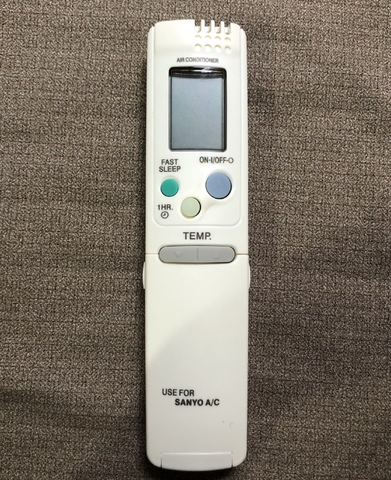 AIR CONDITIONER
FAST
SLEEP
ON-I/OFF-O
1HR.
TEMP.
USE FOR
SANYO A/C